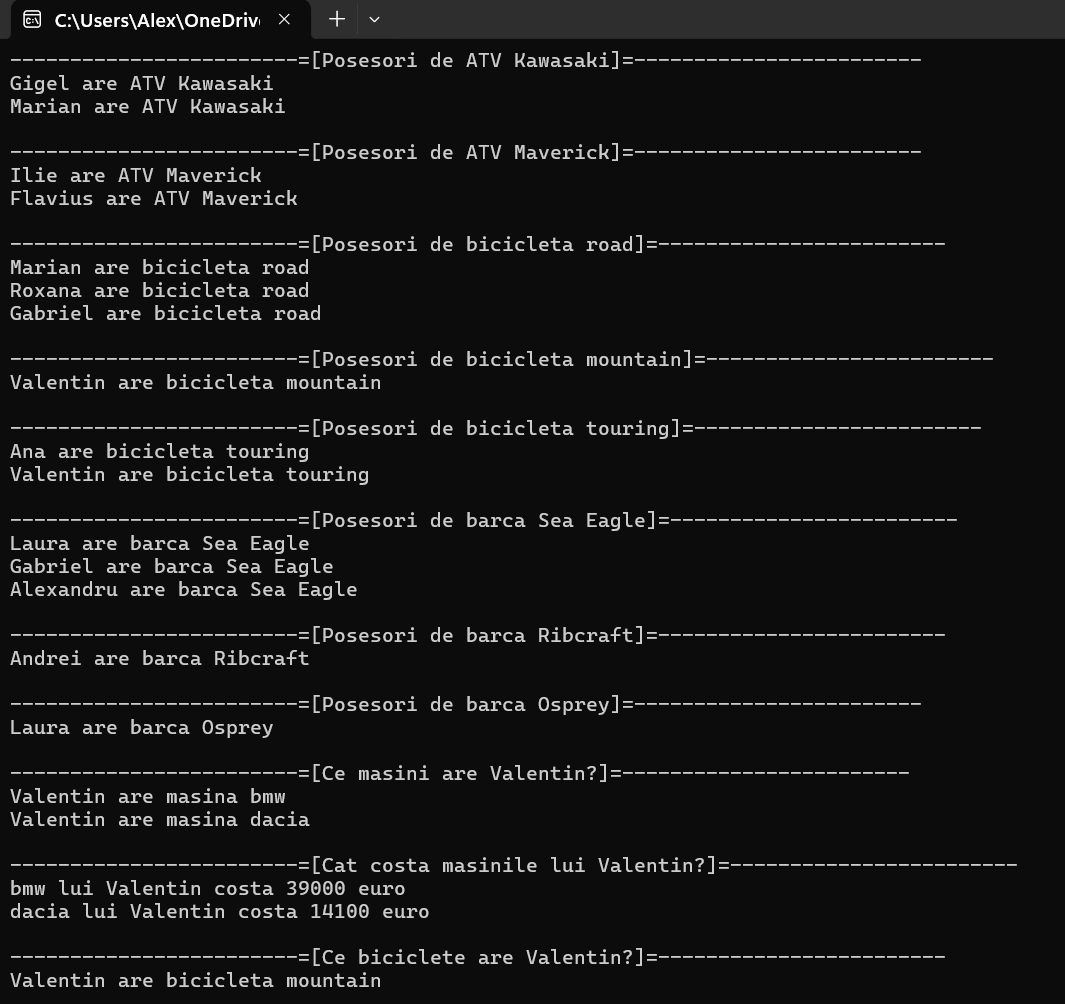 C:\Users\Alex\OneDriv
------------------------=[Posesori de ATV Kawasaki]=------------------------
Gigel are ATV Kawasaki
Marian are ATV Kawasaki
------------------------=[Posesori de ATV Maverick]=------------------------
Ilie are ATV Maverick
Flavius are ATV Maverick
------------------------=[Posesori de bicicleta road]=------------------------
Marian are bicicleta road
Roxana are bicicleta road
Gabriel are bicicleta road
------------------------=[Posesori de bicicleta mountain]=------------------------
Valentin are bicicleta mountain
------------------------=[Posesori de bicicleta touring]=------------------------
Ana are bicicleta touring
Valentin are bicicleta touring
------------------------=[Posesori de barca Sea Eagle]=------------------------
Laura are barca Sea Eagle
Gabriel are barca Sea Eagle
Alexandru are barca Sea Eagle
------------------------=[Posesori de barca Ribcraft]=------------------------
Andrei are barca Ribcraft
------------------------=[Posesori de barca Osprey]=------------------------
Laura are barca Osprey
------------------------=[Ce masini are Valentin?]=------------------------
Valentin are masina bmw
Valentin are masina dacia
------------------------=[Cat costa masinile lui Valentin?]=------------------------
bmw lui Valentin costa 39000 euro
dacia lui Valentin costa 14100 euro
------------------------=[Ce biciclete are Valentin?]=------------------------
Valentin are bicicleta mountain